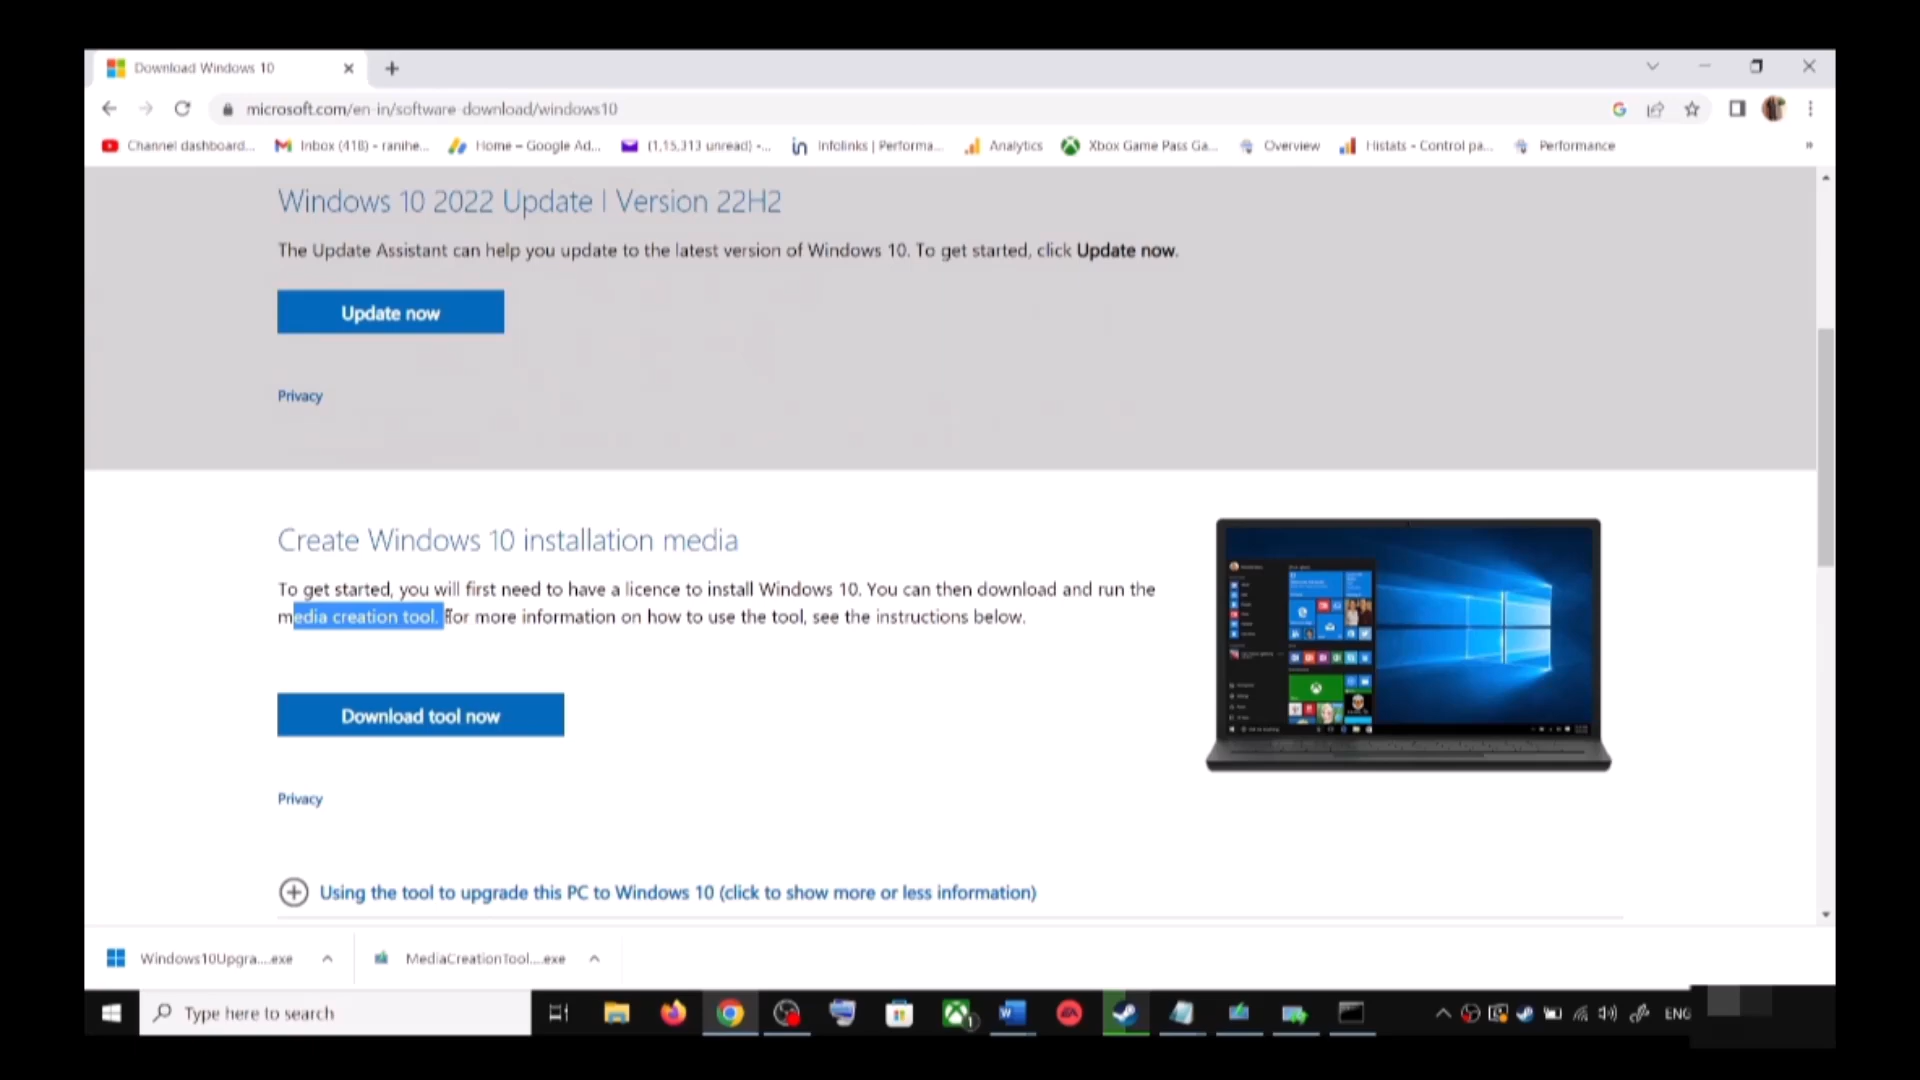 Download Windows 10
microsoft.com/en-in/software-download/windows10
Channel dashboard...
Inbox (418) - ranihe...
Home – Google Ad...
(1,15,313 unread) -...
Infolinks | Performa...
Analytics
Xbox Game Pass Ga...
Overview
Histats - Control pa...
Performance
Windows 10 2022 Update | Version 22H2
The Update Assistant can help you update to the latest version of Windows 10. To get started, click Update now.
Update now
Privacy
Create Windows 10 installation media
To get started, you will first need to have a licence to install Windows 10. You can then download and run the
media creation tool. For more information on how to use the tool, see the instructions below.
Download tool now
Privacy
Using the tool to upgrade this PC to Windows 10 (click to show more or less information)
Windows10Upgra....exe
MediaCreationTool....exe
Type here to search
ENG